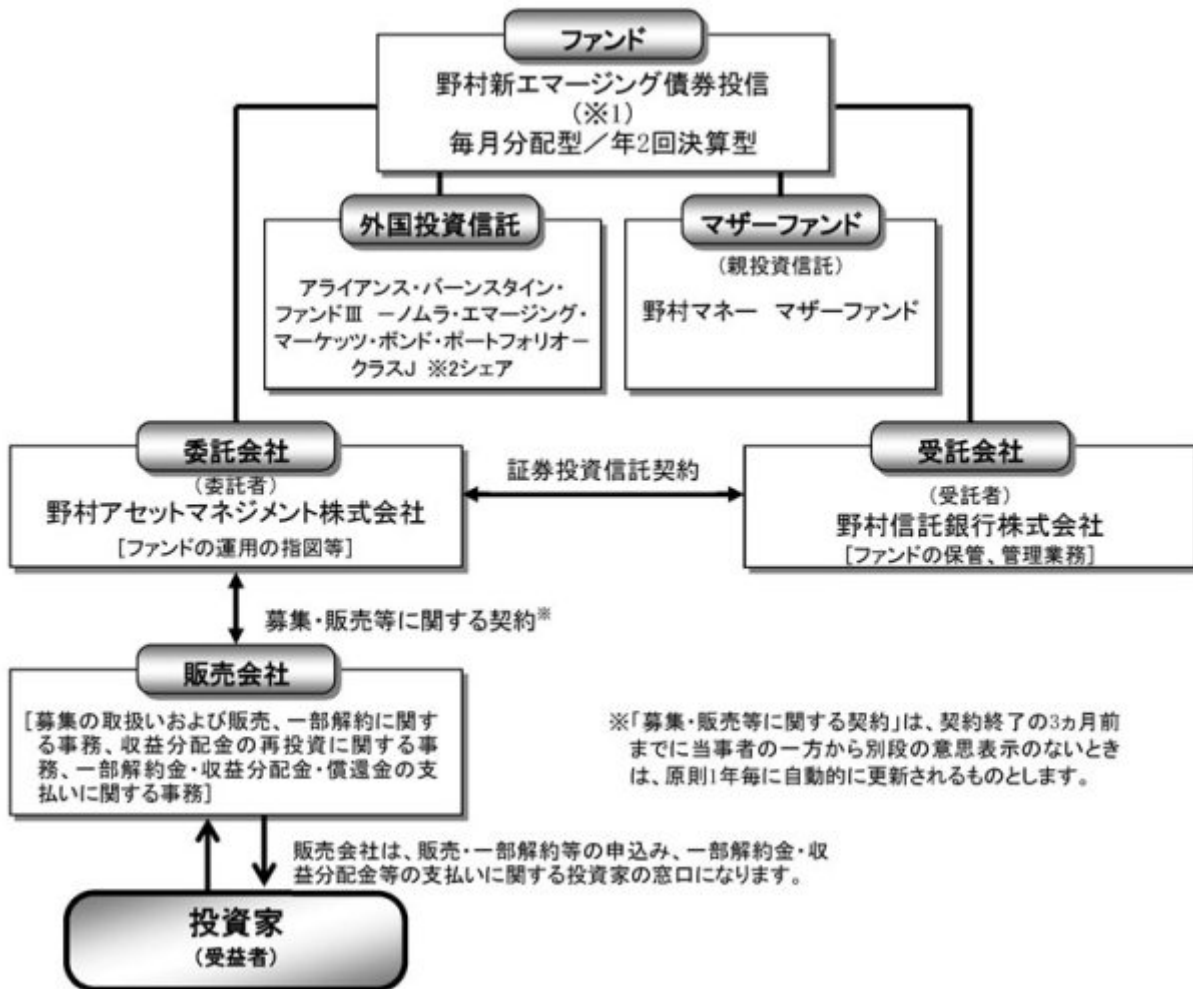 ファンド
野村新エマージング債券投信
(※1)
毎月分配型／年2回決算型
外国投資信託
アライアンス・バーンスタイン・
ファンドⅢ －ノムラ・エマージング・
マーケッツ・ボンド・ポートフォリオ－
クラスJ ※2シェア
マザーファンド
(親投資信託)
野村マネー マザーファンド
委託会社
(委託者)
野村アセットマネジメント株式会社
[ファンドの運用の指図等]
証券投資信託契約
受託会社
(受託者)
野村信託銀行株式会社
[ファンドの保管、管理業務]
募集・販売等に関する契約※
販売会社
[募集の取扱いおよび販売、一部解約に関す
る事務、収益分配金の再投資に関する事
務、一部解約金・収益分配金・償還金の支
払いに関する事務]
※「募集・販売等に関する契約」は、契約終了の3ヵ月前
までに当事者の一方から別段の意思表示のないとき
は、原則1年毎に自動的に更新されるものとします。
販売会社は、販売・一部解約等の申込み、一部解約金・収
益分配金等の支払いに関する投資家の窓口になります。
投資家
(受益者)